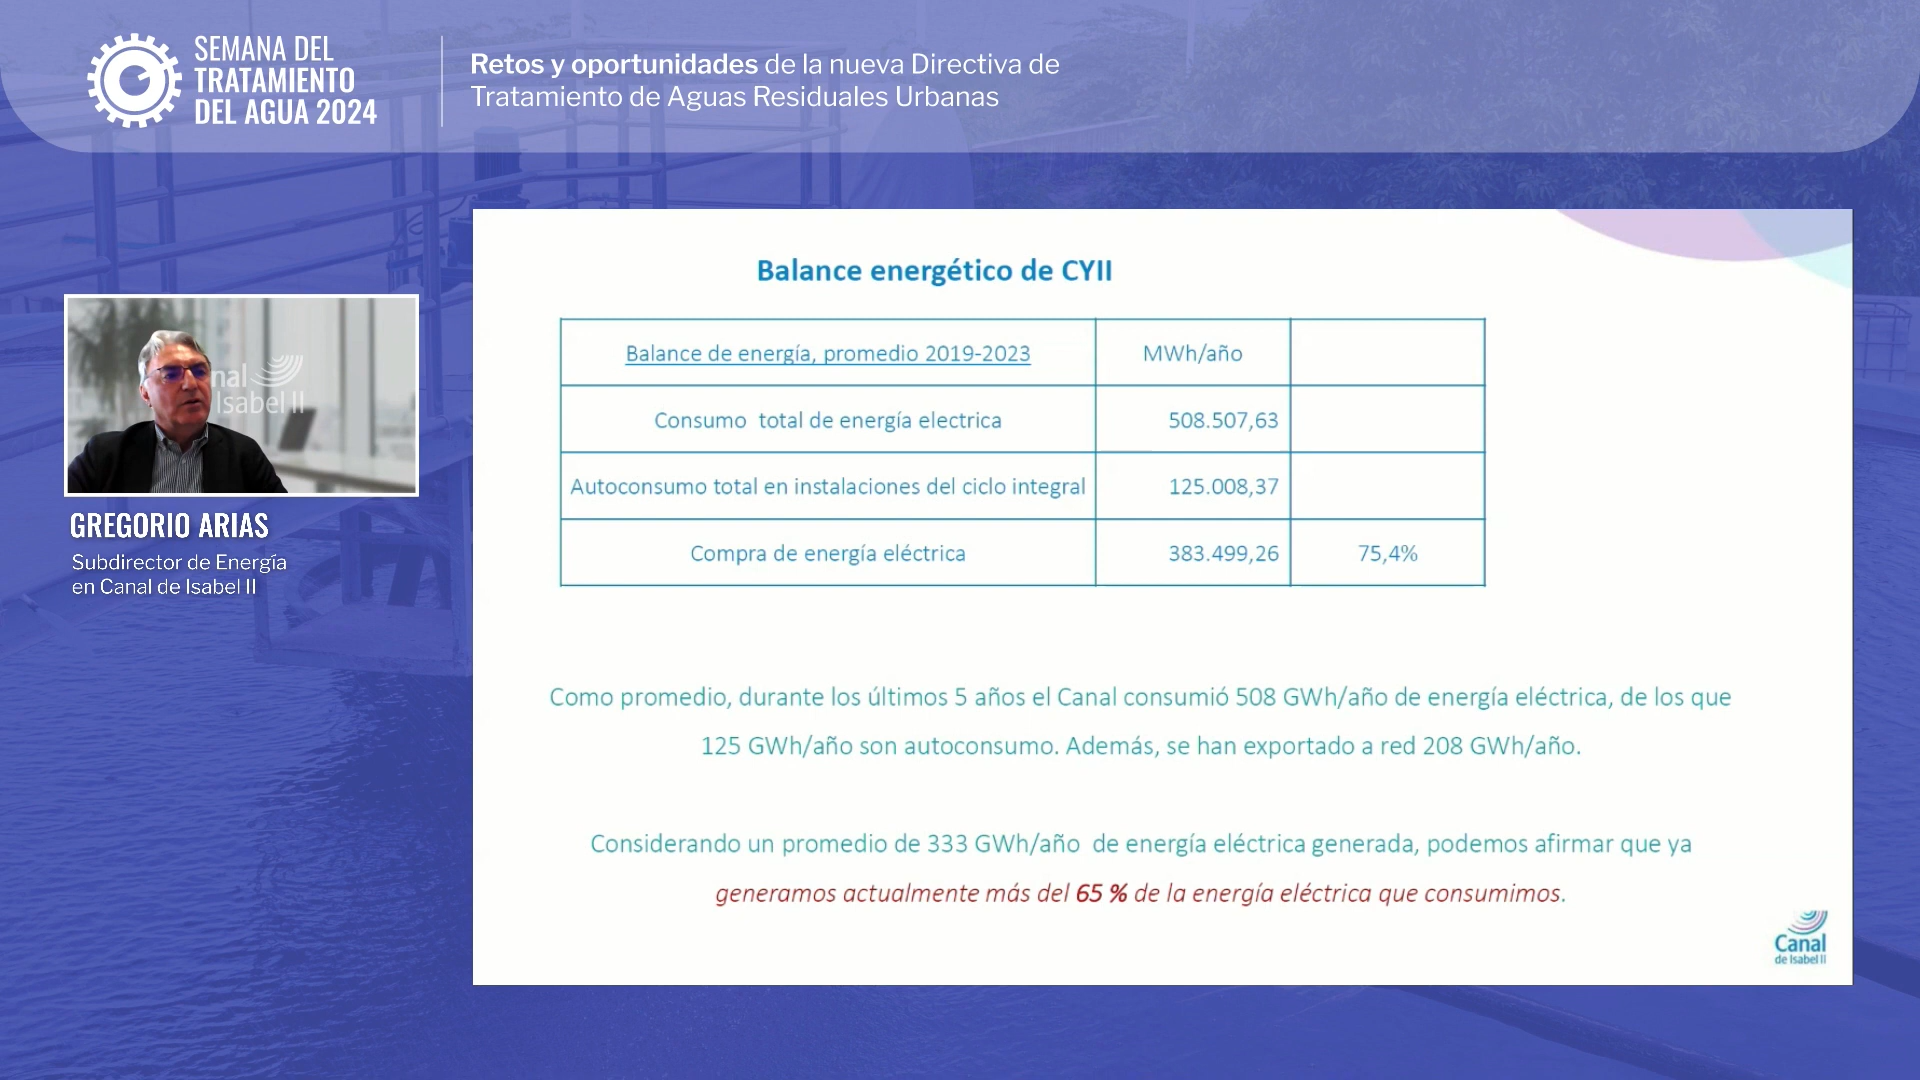 SEMANA DEL
TRATAMIENTO
DEL AGUA 2024
Retos y oportunidades de la nueva Directiva de
Tratamiento de Aguas Residuales Urbanas
nal
Isabel II
GREGORIO ARIAS
Subdirector de Energía
en Canal de Isabel II
Balance energético de CYII
Balance de energía, promedio 2019-2023 MWh/año
Consumo total de energía electrica 508.507,63
Autoconsumo total en instalaciones del ciclo integral 125.008,37
Compra de energía eléctrica 383.499,26 75,4%
Como promedio, durante los últimos 5 años el Canal consumió 508 GWh/año de energía eléctrica, de los que
125 GWh/año son autoconsumo. Además, se han exportado a red 208 GWh/año.
Considerando un promedio de 333 GWh/año de energía eléctrica generada, podemos afirmar que ya
generamos actualmente más del 65 % de la energía eléctrica que consumimos.
Canal
de Isabel II